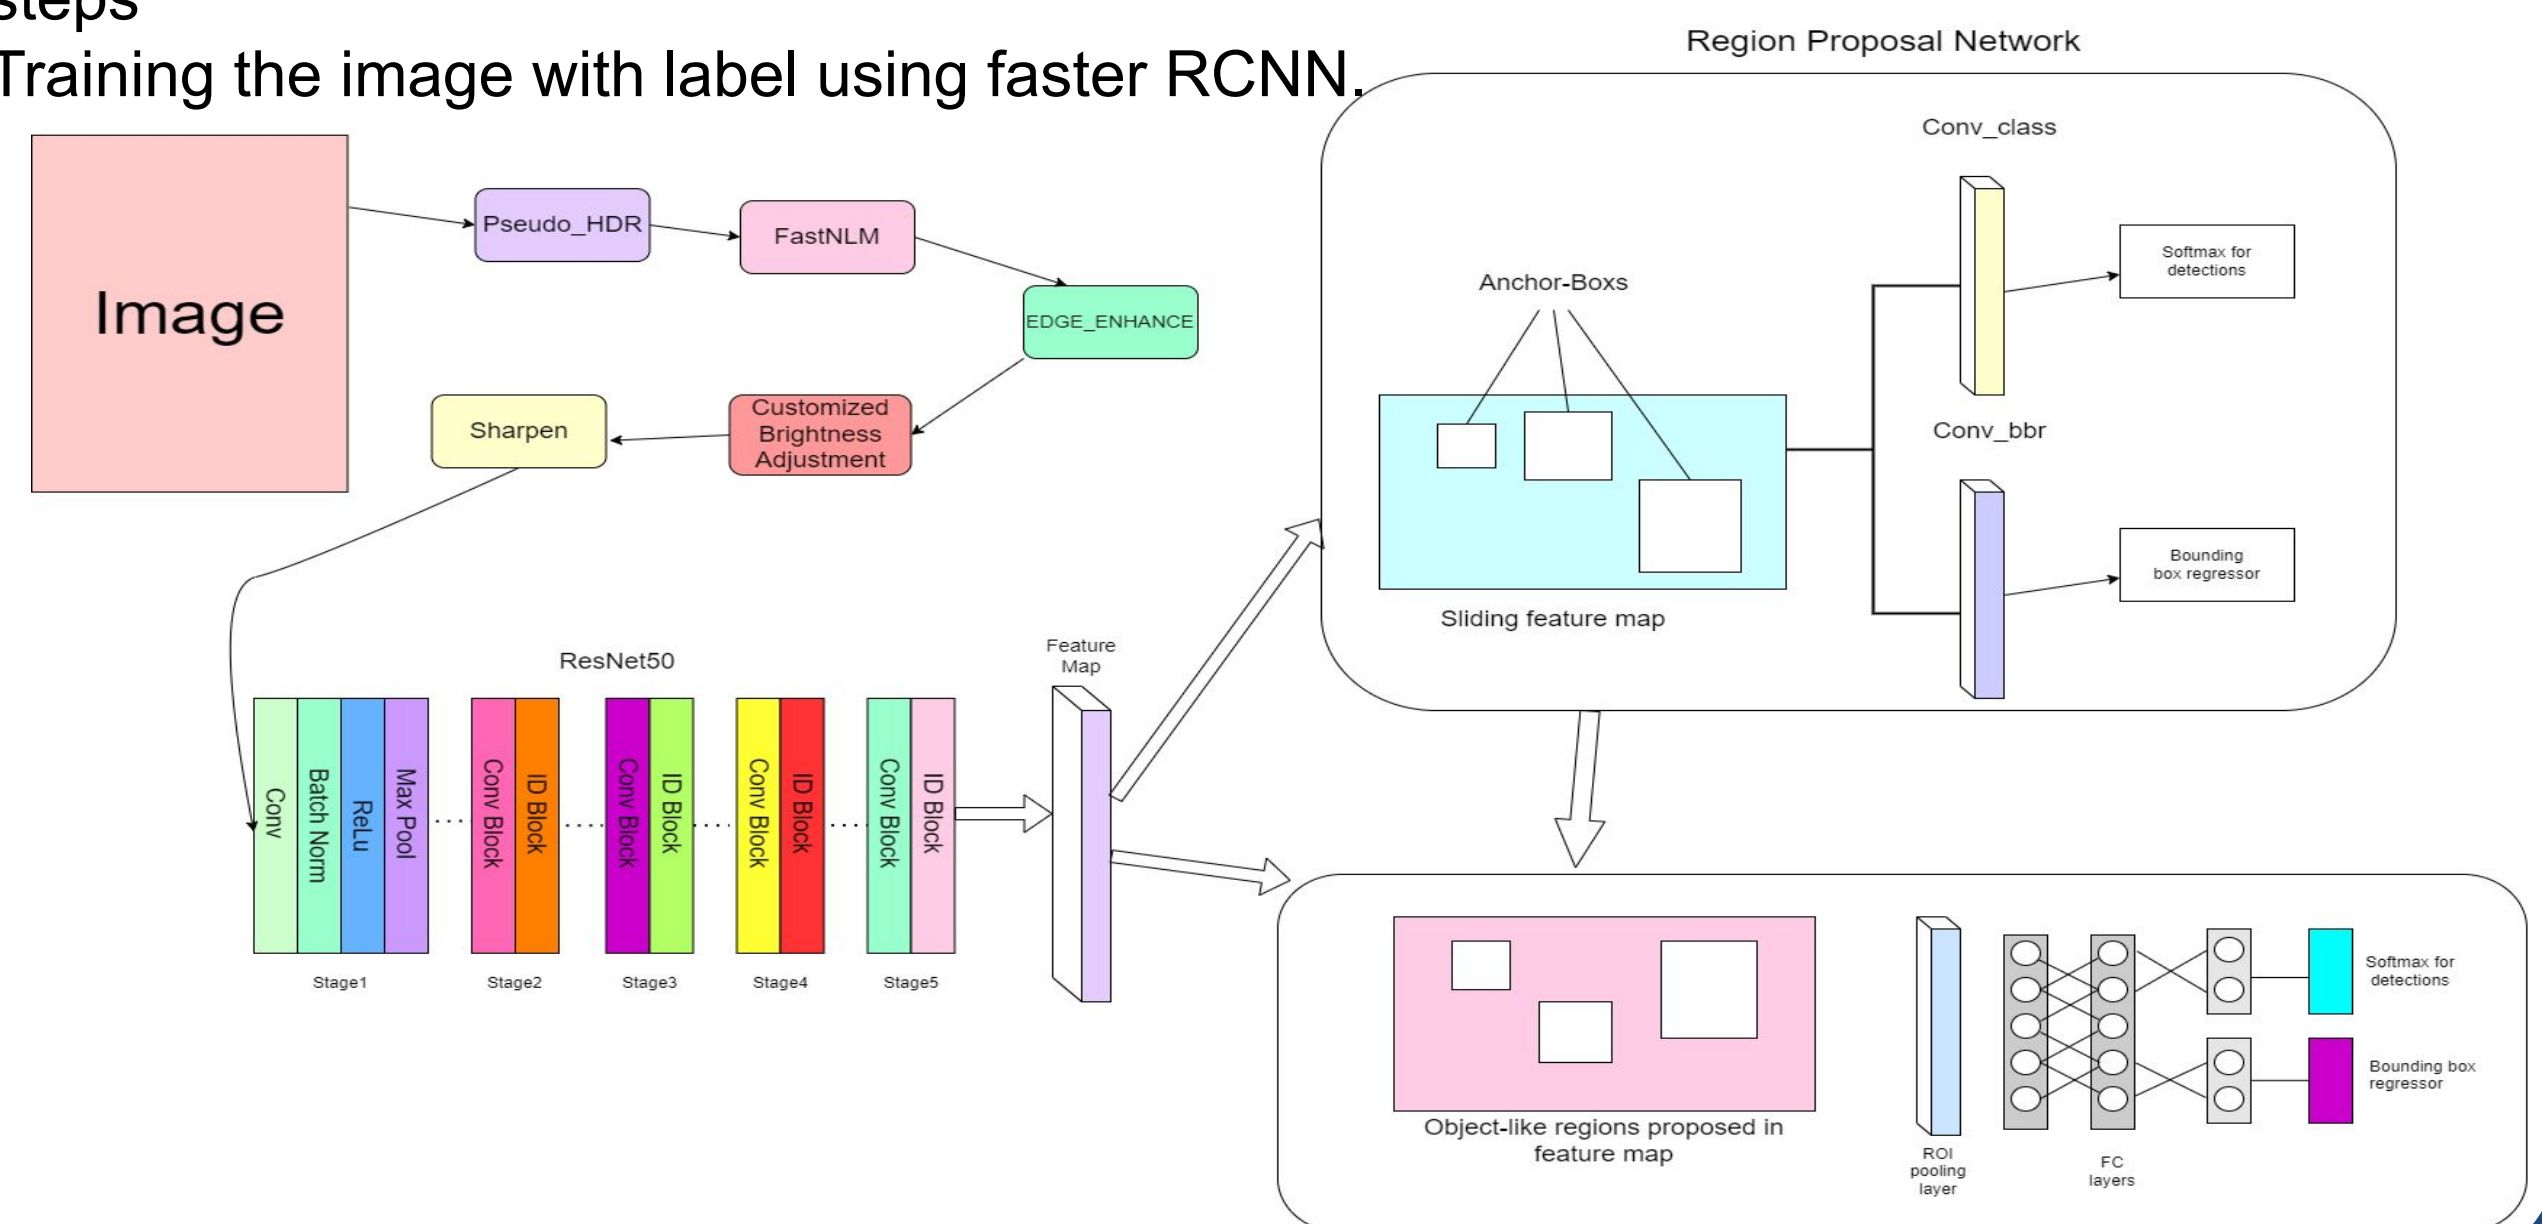 steps
Training the image with label using faster RCNN.
Region Proposal Network
Image
Pseudo_HDR
FastNLM
EDGE_ENHANCE
Customized
Brightness
Adjustment
Sharpen
Conv_class
Softmax for
detections
Anchor-Boxs
Conv_bbr
Bounding
box regressor
Sliding feature map
ResNet50
Feature
Map
Conv
Batch Norm
ReLu
Max Pool
Conv Block
ID Block
Conv Block
ID Block
Conv Block
ID Block
Conv Block
ID Block
Stage1
Stage2
Stage3
Stage4
Stage5
Object-like regions proposed in
feature map
ROI
pooling
layer
FC
layers
Softmax for
detections
Bounding box
regressor